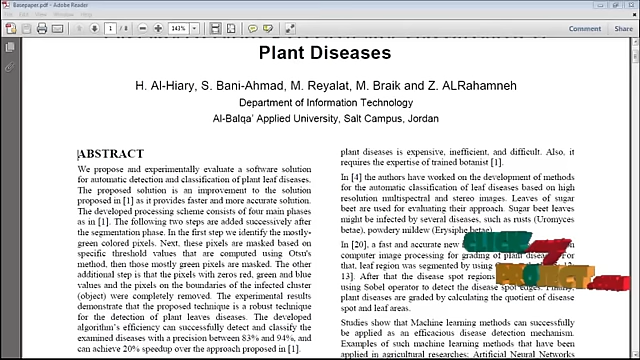 Basepaper.pdf - Adobe Reader
File Edit View Window Help
1 / 8 143% Comment Share
Plant Diseases
H. Al-Hiary, S. Bani-Ahmad, M. Reyalat, M. Braik and Z. ALRahamneh
Department of Information Technology
Al-Balqa' Applied University, Salt Campus, Jordan
ABSTRACT
We propose and experimentally evaluate a software solution
for automatic detection and classification of plant leaf diseases.
The proposed solution is an improvement to the solution
proposed in [1] as it provides faster and more accurate solution.
The developed processing scheme consists of four main phases
as in [1]. The following two steps are added successively after
the segmentation phase. In the first step we identify the mostly-
green colored pixels. Next, these pixels are masked based on
specific threshold values that are computed using Otsu's
method, then those mostly green pixels are masked. The other
additional step is that the pixels with zeros red, green and blue
values and the pixels on the boundaries of the infected cluster
(object) were completely removed. The experimental results
demonstrate that the proposed technique is a robust technique
for the detection of plant leaves diseases. The developed
algorithm's efficiency can successfully detect and classify the
examined diseases with a precision between 83% and 94%, and
can achieve 20% speedup over the approach proposed in [1].
plant diseases is expensive, inefficient, and difficult. Also, it
requires the expertise of trained botanist [1].
In [4] the authors have worked on the development of methods
for the automatic classification of leaf diseases based on high
resolution multispectral and stereo images. Leaves of sugar
beet are used for evaluating their approach. Sugar beet leaves
might be infected by several diseases, such as rusts (Uromyces
betae), powdery mildew (Erysiphe betae).
In [20], a fast and accurate new
computer image processing for grading of plant For
that, leaf region was segmented by using
13]. After that the disease spot regions
using Sobel operator to detect the disease spot edges. Finally,
plant diseases are graded by calculating the quotient of disease
spot and leaf areas.
Studies show that Machine learning methods can successfully
be applied as an efficacious disease detection mechanism.
Examples of such machine learning methods that have been
applied in agricultural researches: Artificial Neural Networks